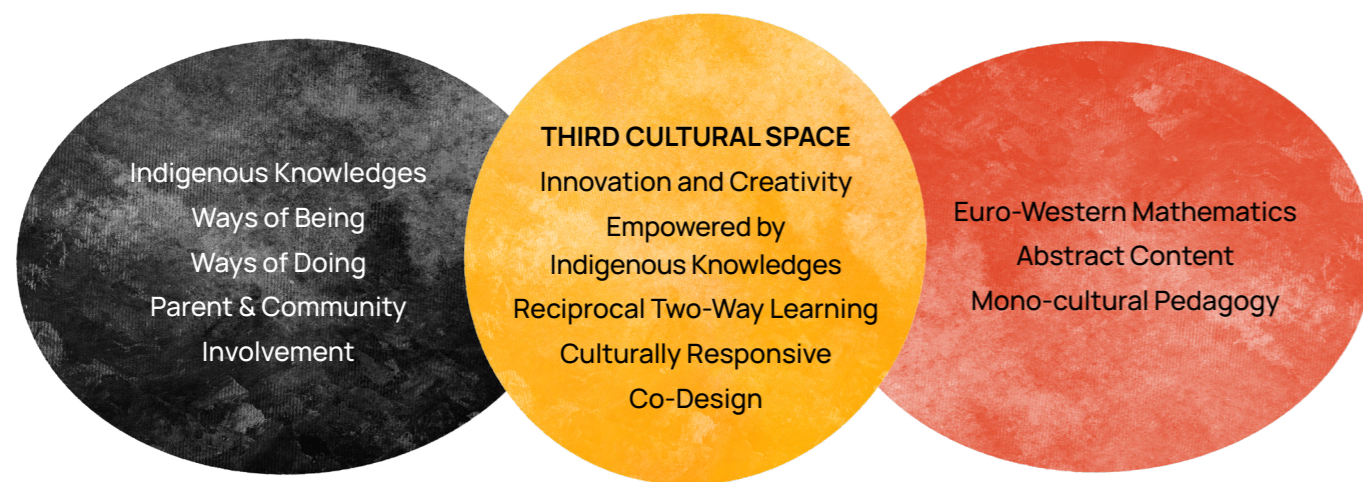 Indigenous Knowledges
Ways of Being
Ways of Doing
Parent & Community
Involvement
THIRD CULTURAL SPACE
Innovation and Creativity
Empowered by
Indigenous Knowledges
Reciprocal Two-Way Learning
Culturally Responsive
Co-Design
Euro-Western Mathematics
Abstract Content
Mono-cultural Pedagogy